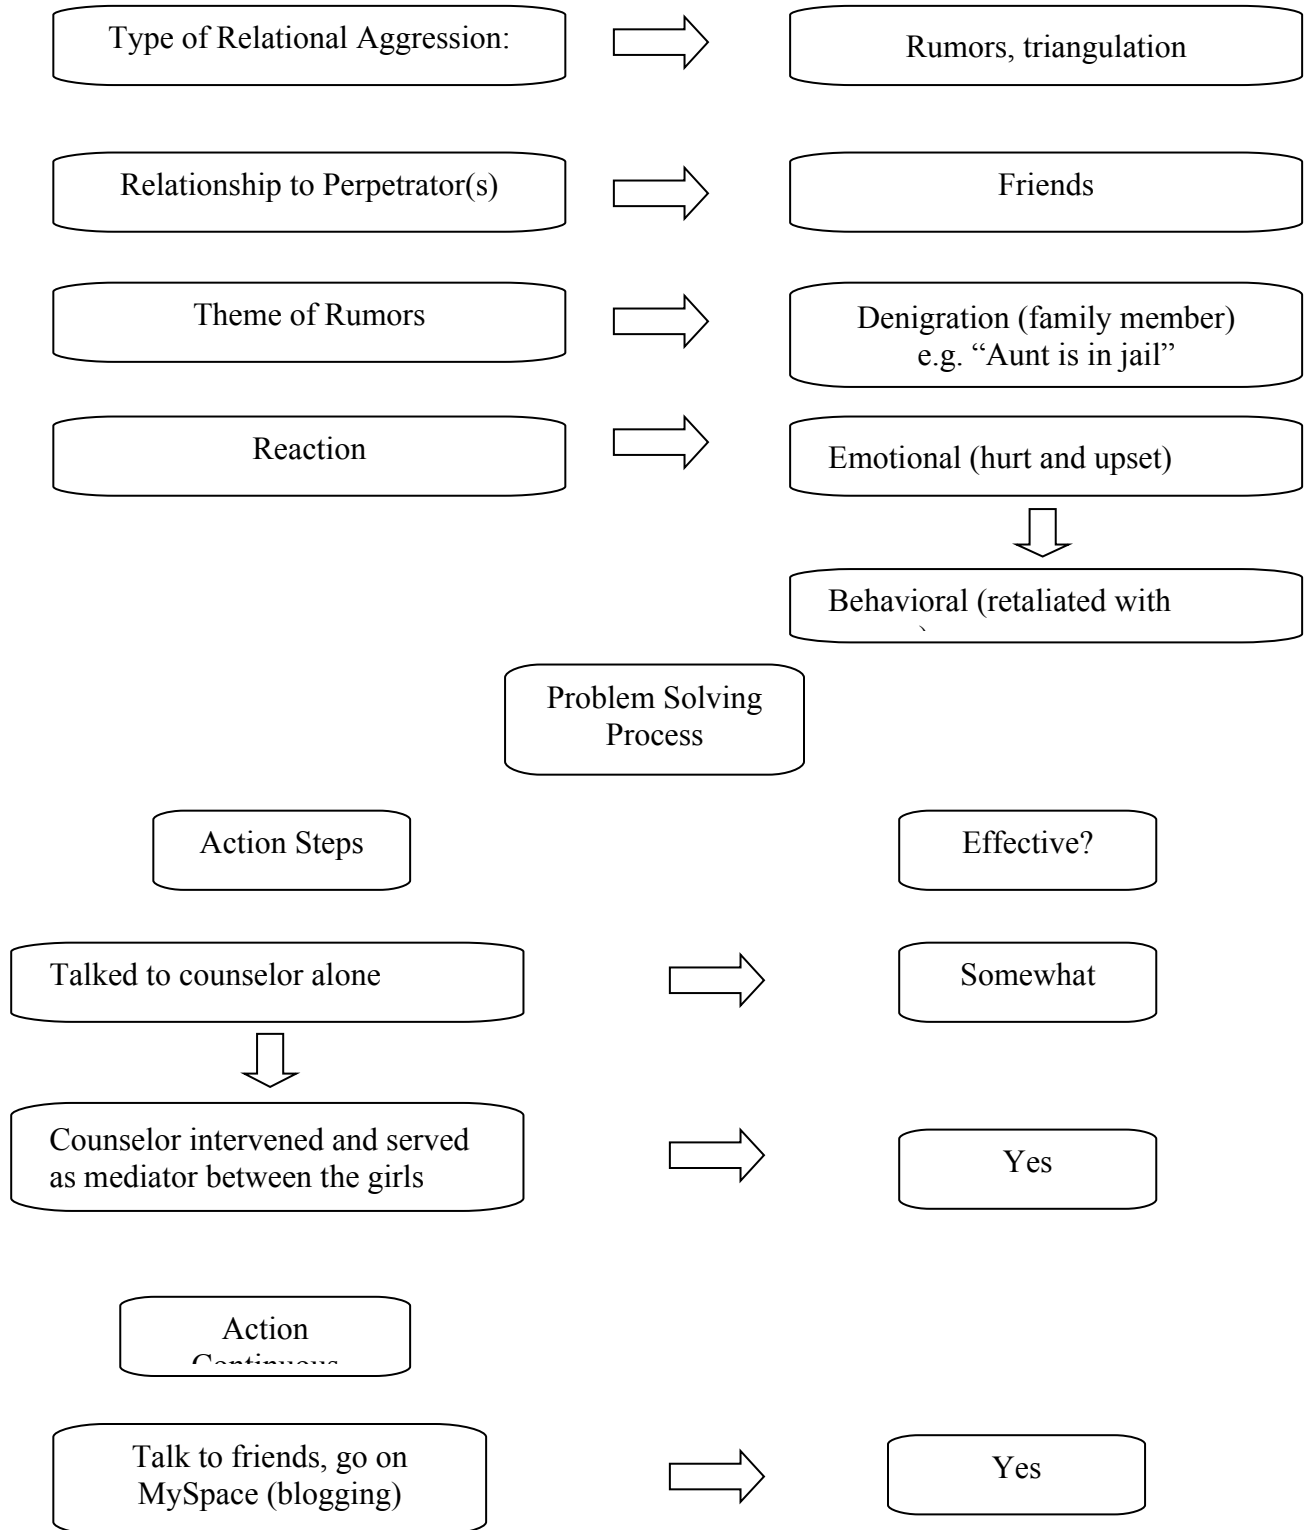 Type of Relational Aggression:
Rumors, triangulation
Relationship to Perpetrator(s)
Friends
Theme of Rumors
Denigration (family member)
e.g. “Aunt is in jail”
Reaction
Emotional (hurt and upset)
Behavioral (retaliated with
Problem Solving
Process
Action Steps
Effective?
Talked to counselor alone
Somewhat
Counselor intervened and served
as mediator between the girls
Yes
Action
Continuous
Talk to friends, go on
MySpace (blogging)
Yes